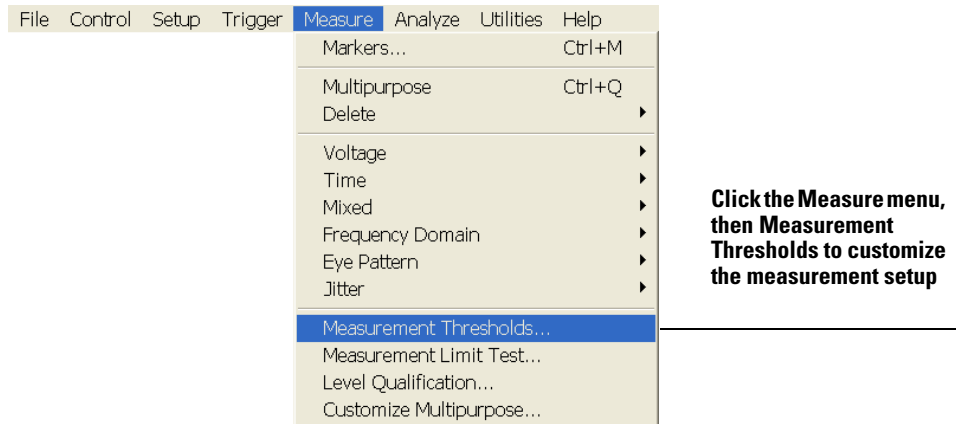 File Control Setup Trigger Measure Analyze Utilities Help
Markers... Ctrl+M
Multipurpose Ctrl+Q
Delete
Voltage
Time
Mixed
Frequency Domain
Eye Pattern
Jitter
Measurement Thresholds...
Measurement Limit Test...
Level Qualification...
Customize Multipurpose...
Click the Measure menu,
then Measurement
Thresholds to customize
the measurement setup